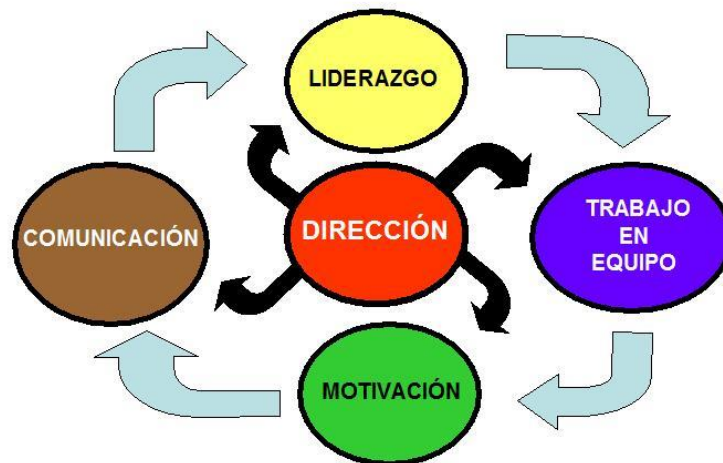 LIDERAZGO
COMUNICACIÓN
DIRECCIÓN
TRABAJO
EN
EQUIPO
MOTIVACIÓN